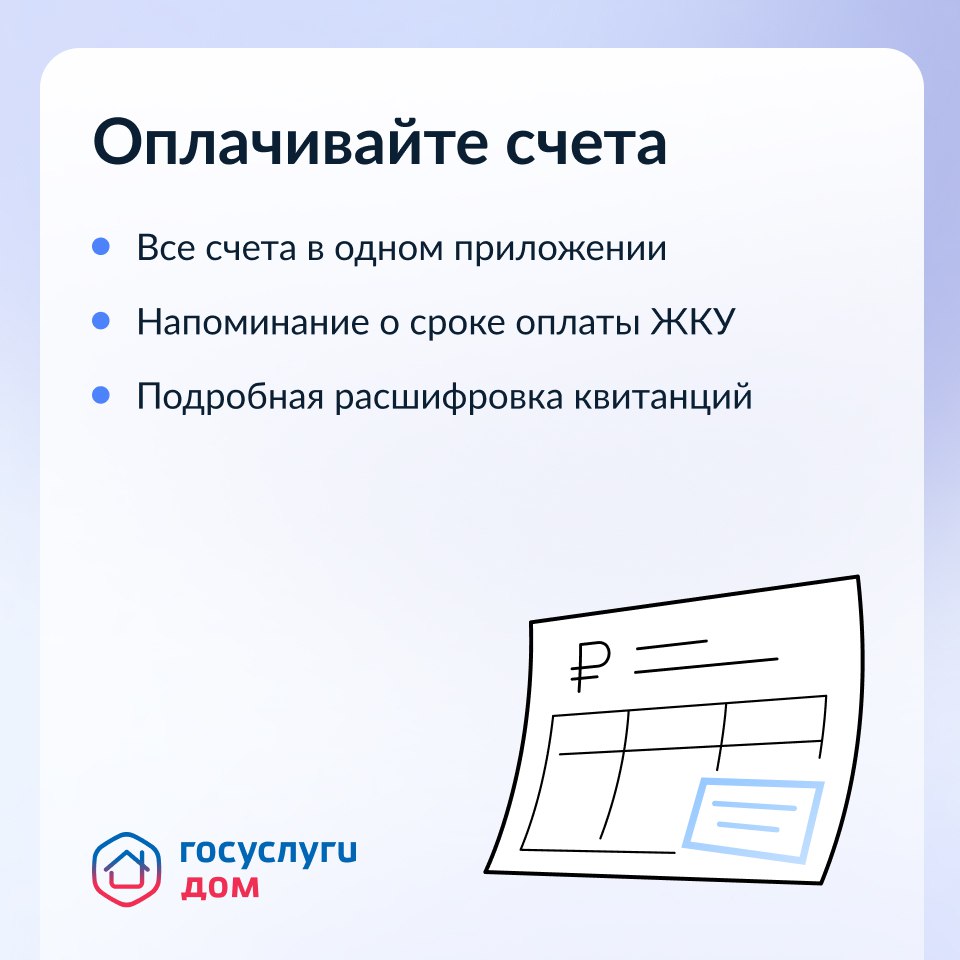 Оплачивайте счета
Все счета в одном приложении
Напоминание о сроке оплаты ЖКУ
Подробная расшифровка квитанций
₽
госуслуги
дом